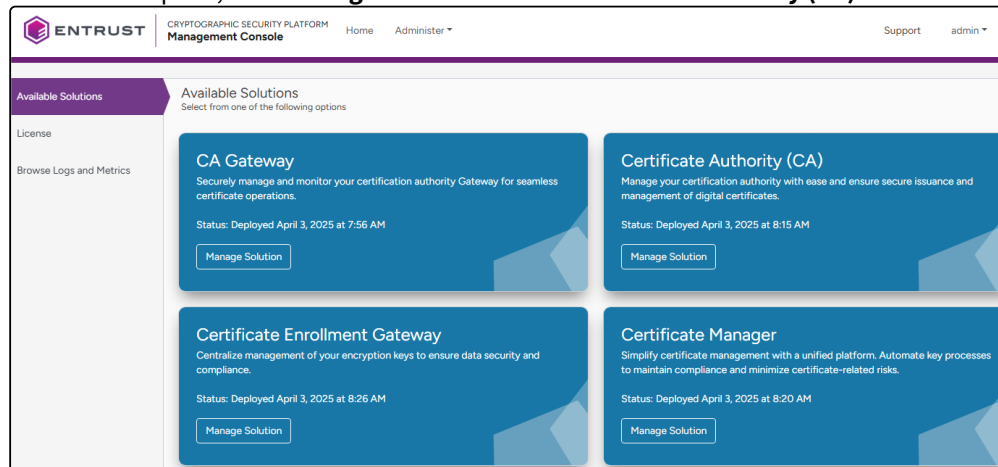 ENTRUST
CRYPTOGRAPHIC SECURITY PLATFORM
Management Console
Home
Administer
Support
admin
Available Solutions
License
Browse Logs and Metrics
Available Solutions
Select from one of the following options
CA Gateway
Securely manage and monitor your certification authority Gateway for seamless
certificate operations.
Status: Deployed April 3, 2025 at 7:56 AM
Manage Solution
Certificate Authority (CA)
Manage your certification authority with ease and ensure secure issuance and
management of digital certificates.
Status: Deployed April 3, 2025 at 8:15 AM
Manage Solution
Certificate Enrollment Gateway
Centralize management of your encryption keys to ensure data security and
compliance.
Status: Deployed April 3, 2025 at 8:26 AM
Manage Solution
Certificate Manager
Simplify certificate management with a unified platform. Automate key processes
to maintain compliance and minimize certificate-related risks.
Status: Deployed April 3, 2025 at 8:20 AM
Manage Solution